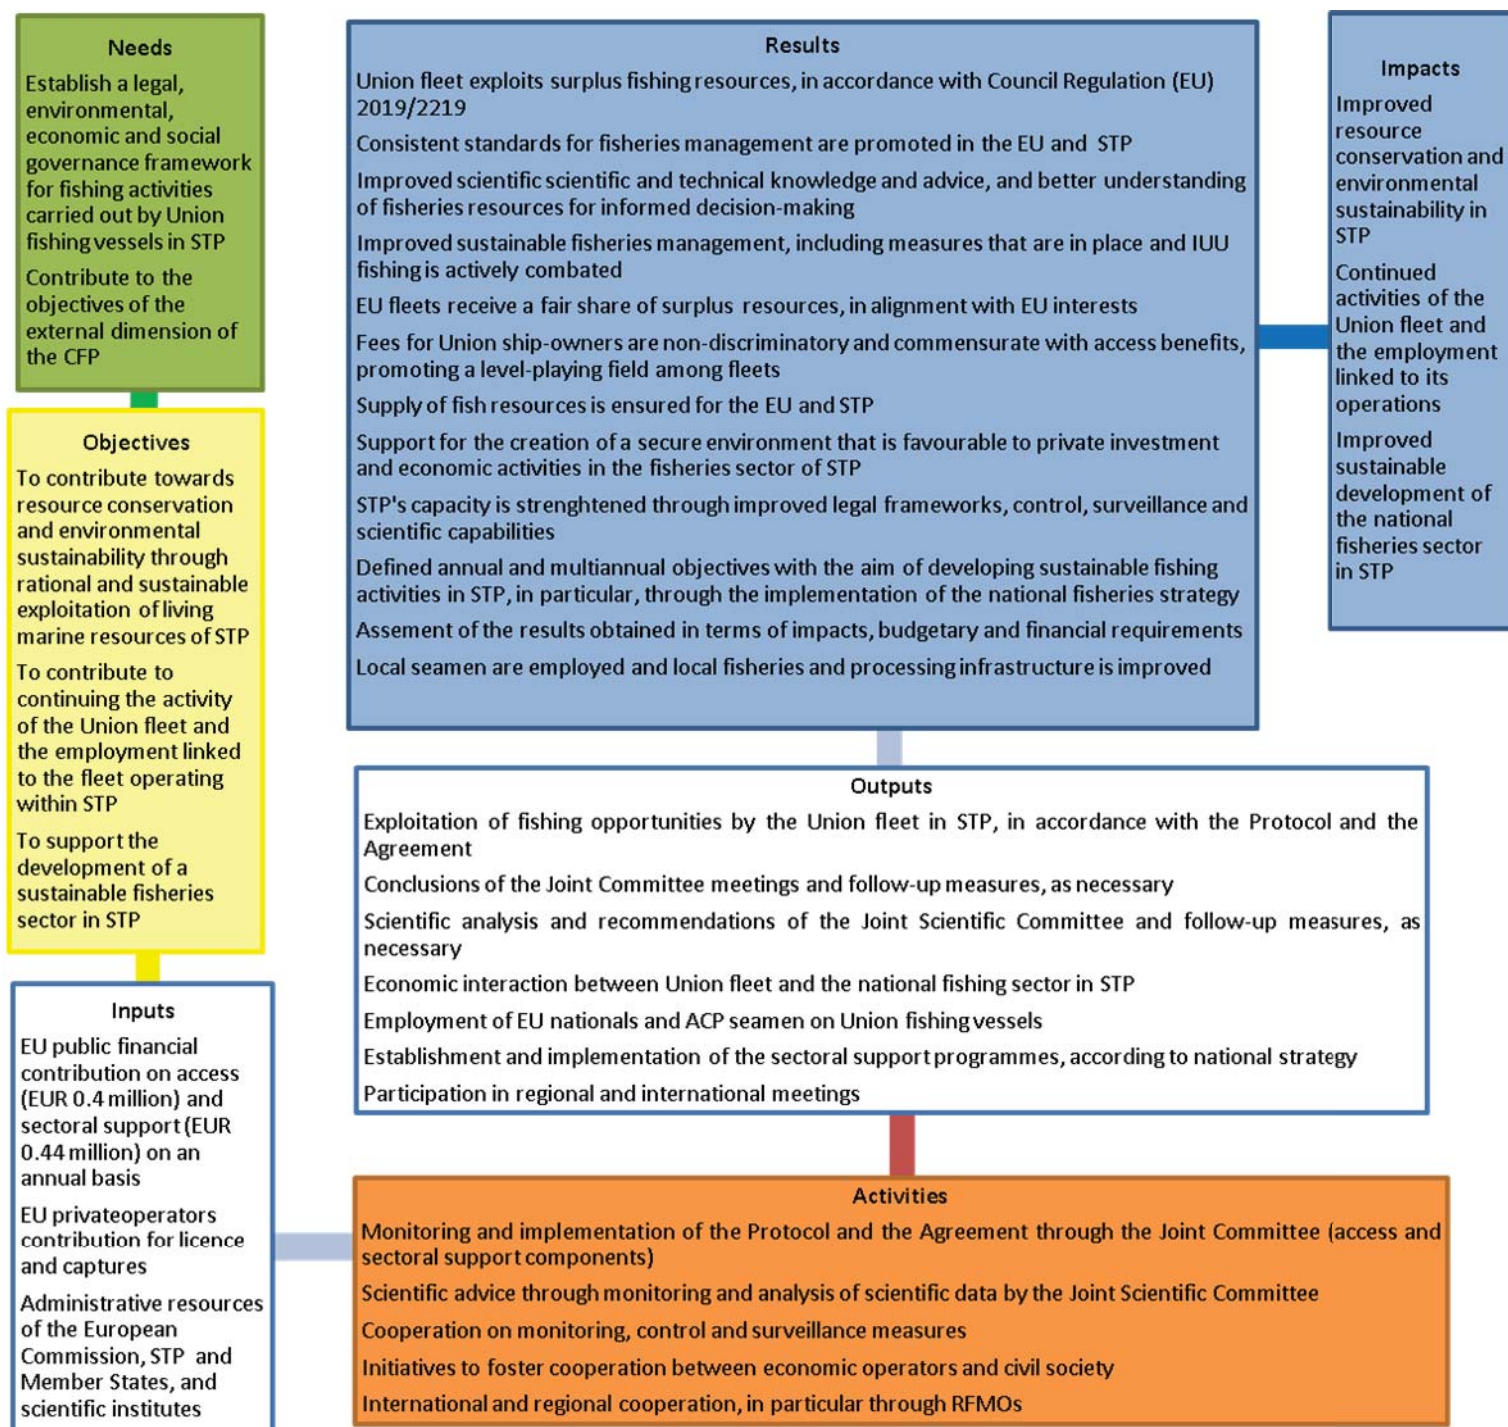 Needs
Establish a legal,
environmental,
economic and social
governance framework
for fishing activities
carried out by Union
fishing vessels in STP
Contribute to the
objectives of the
external dimension of
the CFP
Objectives
To contribute towards
resource conservation
and environmental
sustainability through
rational and sustainable
exploitation of living
marine resources of STP
To contribute to
continuing the activity
of the Union fleet and
the employment linked
to the fleet operating
within STP
To support the
development of a
sustainable fisheries
sector in STP
Inputs
EU public financial
contribution on access
(EUR 0.4 million) and
sectoral support (EUR
0.44 million) on an
annual basis
EU privateoperators
contribution for licence
and captures
Administrative resources
of the European
Commission, STP and
Member States, and
scientific institutes
Activities
Monitoring and implementation of the Protocol and the Agreement through the Joint Committee (access and
sectoral support components)
Scientific advice through monitoring and analysis of scientific data by the Joint Scientific Committee
Cooperation on monitoring, control and surveillance measures
Initiatives to foster cooperation between economic operators and civil society
International and regional cooperation, in particular through RFMOs
Outputs
Exploitation of fishing opportunities by the Union fleet in STP, in accordance with the Protocol and the
Agreement
Conclusions of the Joint Committee meetings and follow-up measures, as necessary
Scientific analysis and recommendations of the Joint Scientific Committee and follow-up measures, as
necessary
Economic interaction between Union fleet and the national fishing sector in STP
Employment of EU nationals and ACP seamen on Union fishing vessels
Establishment and implementation of the sectoral support programmes, according to national strategy
Participation in regional and international meetings
Results
Union fleet exploits surplus fishing resources, in accordance with Council Regulation (EU)
2019/2219
Consistent standards for fisheries management are promoted in the EU and STP
Improved scientific scientific and technical knowledge and advice, and better understanding
of fisheries resources for informed decision-making
Improved sustainable fisheries management, including measures that are in place and IUU
fishing is actively combated
EU fleets receive a fair share of surplus resources, in alignment with EU interests
Fees for Union ship-owners are non-discriminatory and commensurate with access benefits,
promoting a level-playing field among fleets
Supply of fish resources is ensured for the EU and STP
Support for the creation of a secure environment that is favourable to private investment
and economic activities in the fisheries sector of STP
STP's capacity is strenghtened through improved legal frameworks, control, surveillance and
scientific capabilities
Defined annual and multiannual objectives with the aim of developing sustainable fishing
activities in STP, in particular, through the implementation of the national fisheries strategy
Assement of the results obtained in terms of impacts, budgetary and financial requirements
Local seamen are employed and local fisheries and processing infrastructure is improved
Impacts
Improved
resource
conservation and
environmental
sustainability in
STP
Continued
activities of the
Union fleet and
the employment
linked to its
operations
Improved
sustainable
development of
the national
fisheries sector
in STP